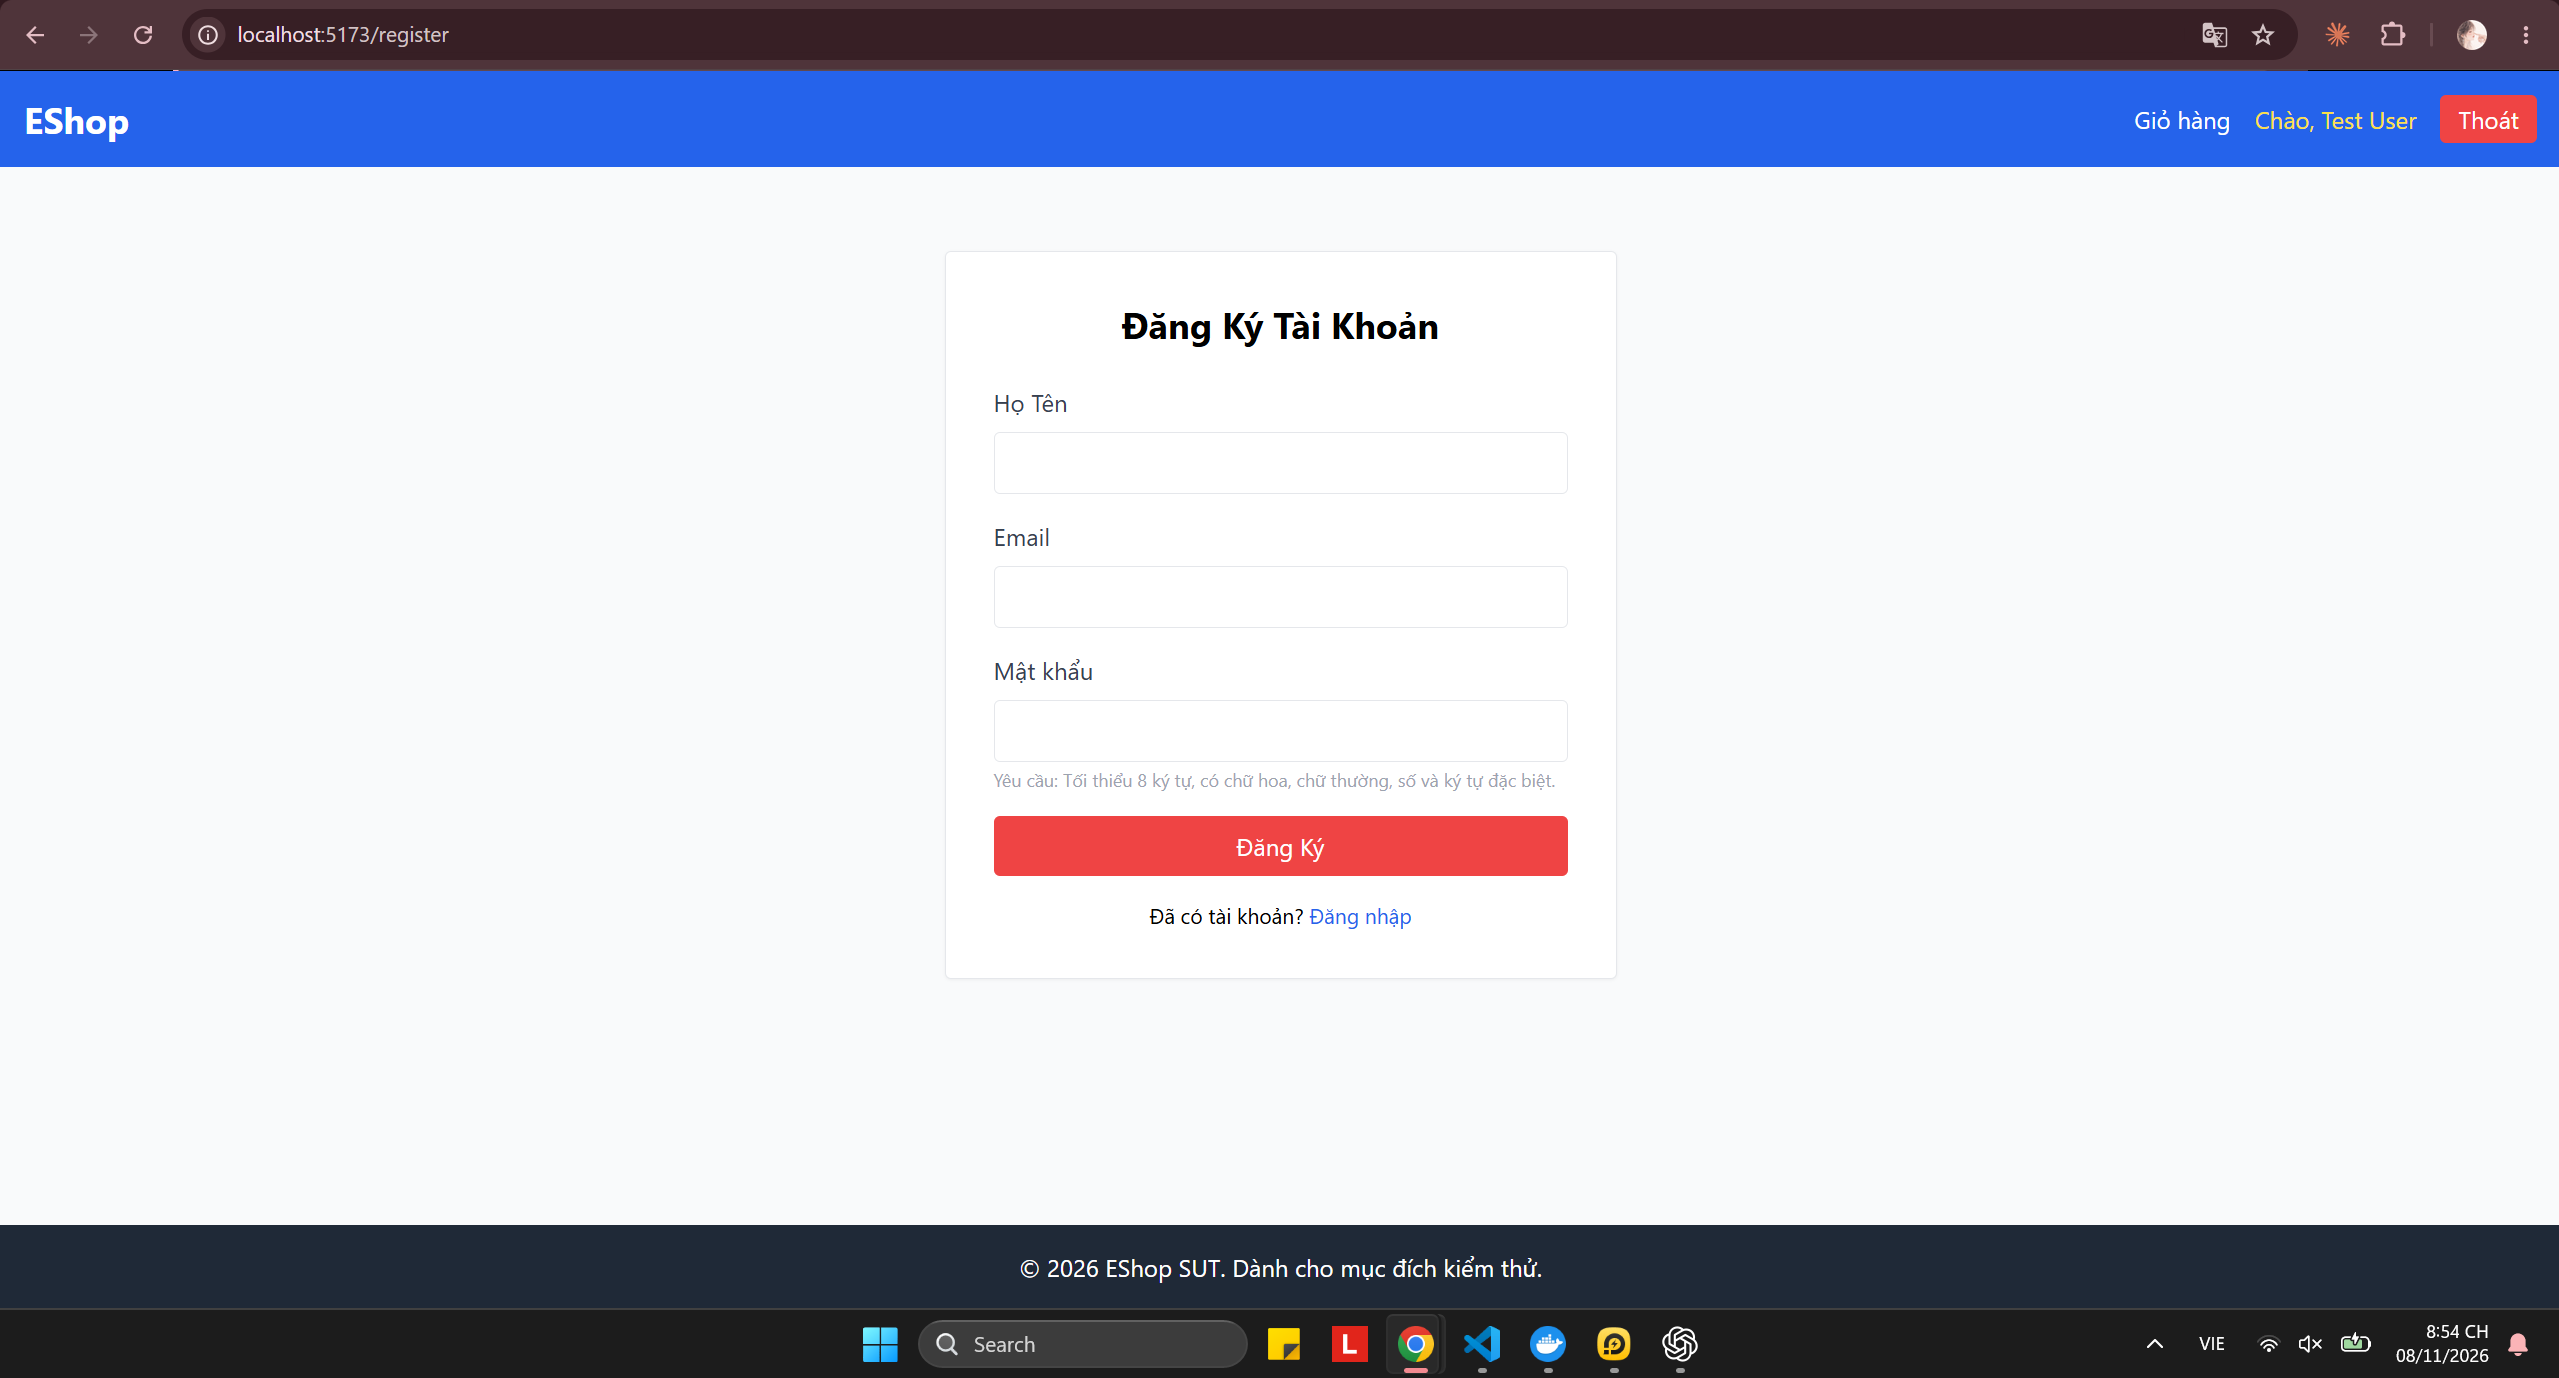 localhost:5173/register
EShop
Giỏ hàng
Chào, Test User
Thoát
Đăng Ký Tài Khoản
Họ Tên
Email
Mật khẩu
Yêu cầu: Tối thiểu 8 ký tự, có chữ hoa, chữ thường, số và ký tự đặc biệt.
Đăng Ký
Đã có tài khoản? Đăng nhập
© 2026 EShop SUT. Dành cho mục đích kiểm thử.
Search
L
VIE
8:54 CH
08/11/2026